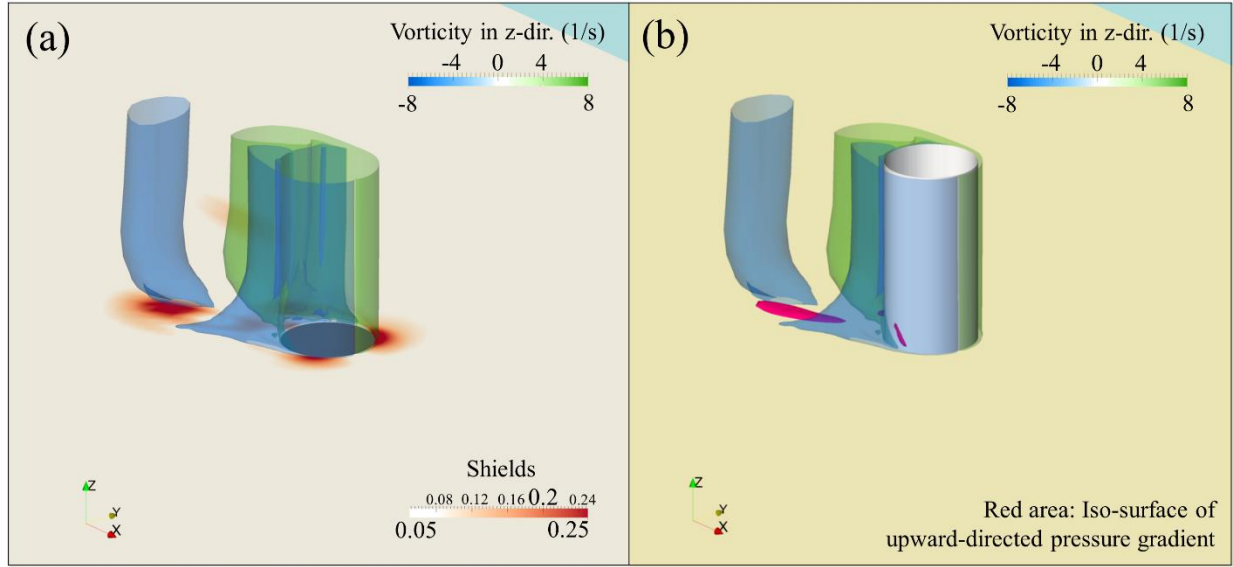 (a)
Vorticity in z-dir. (1/s)
-4 0 4
-8 8
Z
Y
X
Shields
0.08 0.12 0.16 0.2 0.24
0.05 0.25
(b)
Vorticity in z-dir. (1/s)
-4 0 4
-8 8
Z
Y
X
Red area: Iso-surface of
upward-directed pressure gradient